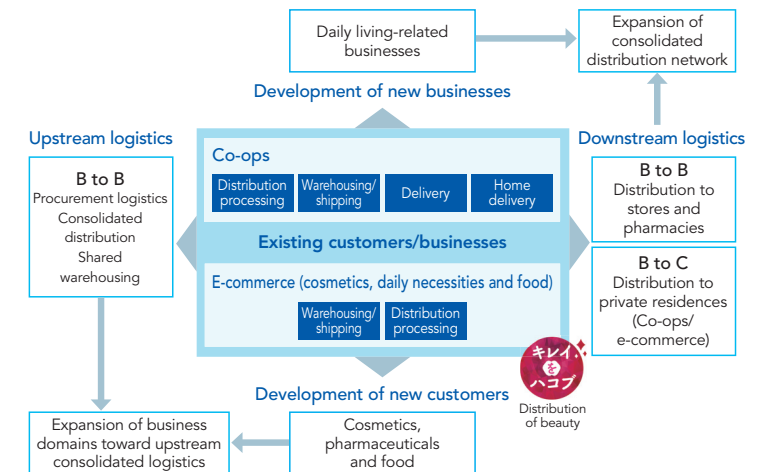 Daily living-related
businesses
Expansion of
consolidated
distribution network
Development of new businesses
Upstream logistics
B to B
Procurement logistics
Consolidated
distribution
Shared
warehousing
Co-ops
Distribution
processing
Warehousing/
shipping
Delivery
Home
delivery
Existing customers/businesses
E-commerce (cosmetics, daily necessities and food)
Warehousing/
shipping
Distribution
processing
Downstream logistics
B to B
Distribution to
stores and
pharmacies
B to C
Distribution to
private residences
(Co-ops/
e-commerce)
キレイ
を
ハコブ
Distribution
of beauty
Development of new customers
Expansion of business
domains toward upstream
consolidated logistics
Cosmetics,
pharmaceuticals
and food